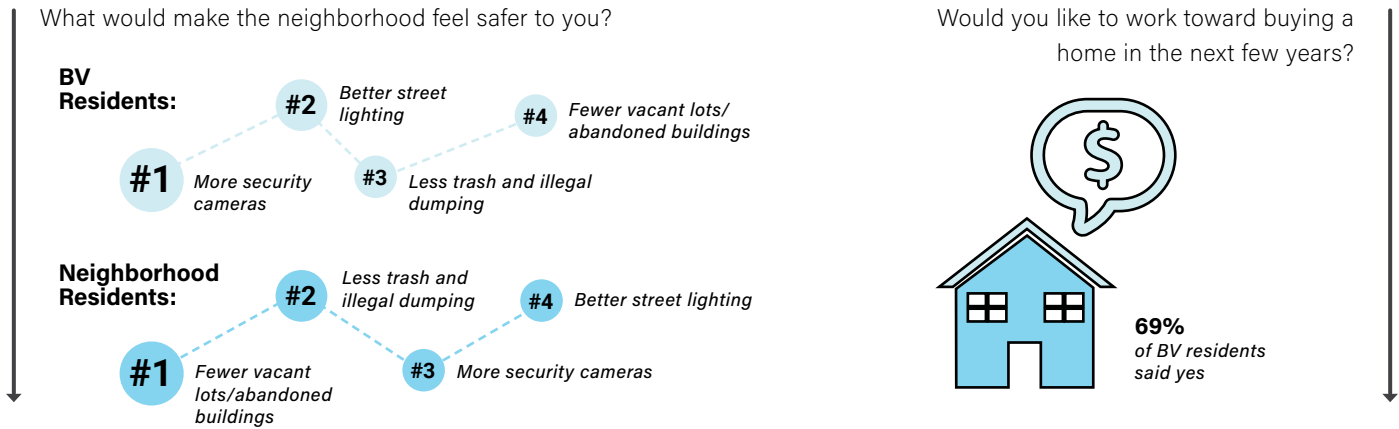 What would make the neighborhood feel safer to you?
BV
Residents:
#1
More security
cameras
#2
Better street
lighting
#3
Less trash and illegal
dumping
#4
Fewer vacant lots/
abandoned buildings
Neighborhood
Residents:
#1
Fewer vacant
lots/abandoned
buildings
#2
Less trash and
illegal dumping
#3
More security cameras
#4
Better street lighting
Would you like to work toward buying a
home in the next few years?
$
69%
of BV residents
said yes